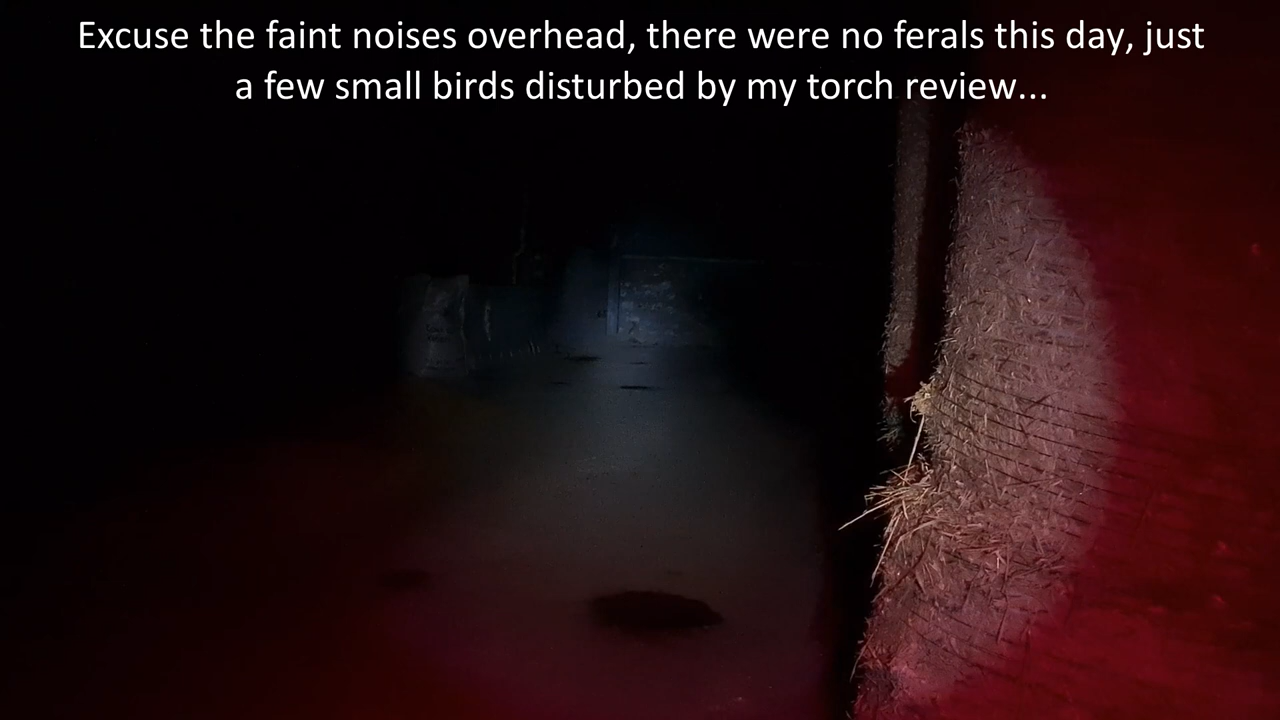 Excuse the faint noises overhead, there were no ferals this day, just
a few small birds disturbed by my torch review...